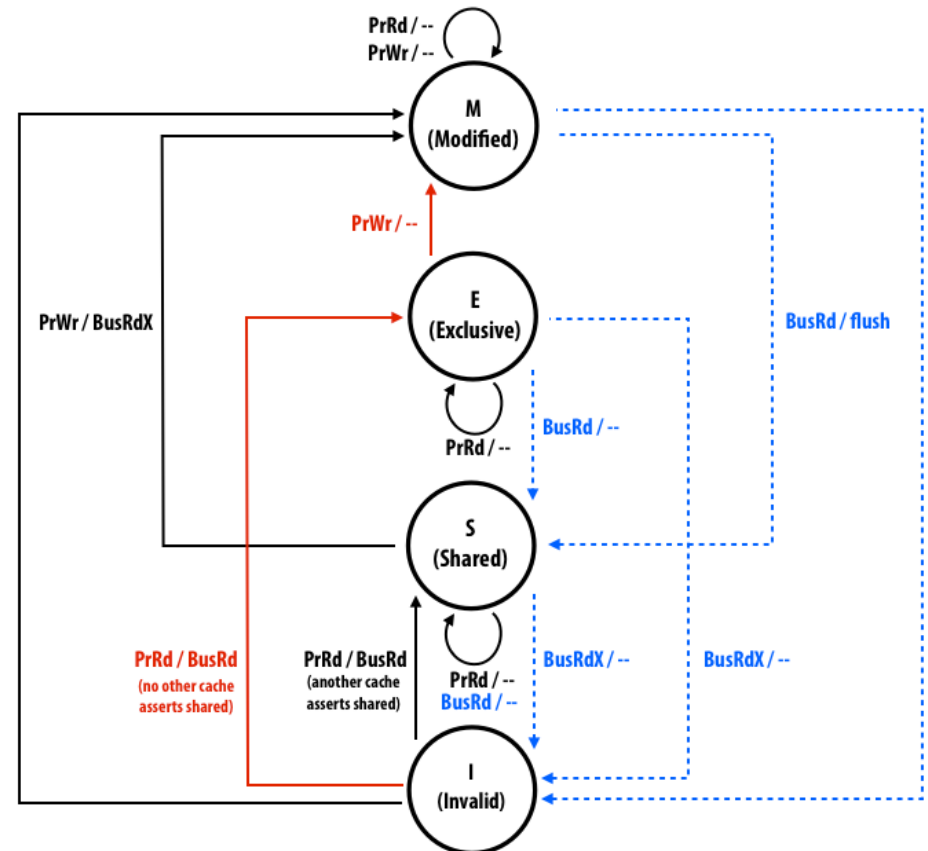 PrRd / --
PrWr / --
M
(Modified)
PrWr / --
E
(Exclusive)
PrWr / BusRdX
BusRd / flush
BusRd / --
PrRd / --
S
(Shared)
PrRd / BusRd
(no other cache
asserts shared)
PrRd / BusRd
(another cache
asserts shared)
PrRd / --
BusRd / --
BusRdX / --
BusRdX / --
I
(Invalid)